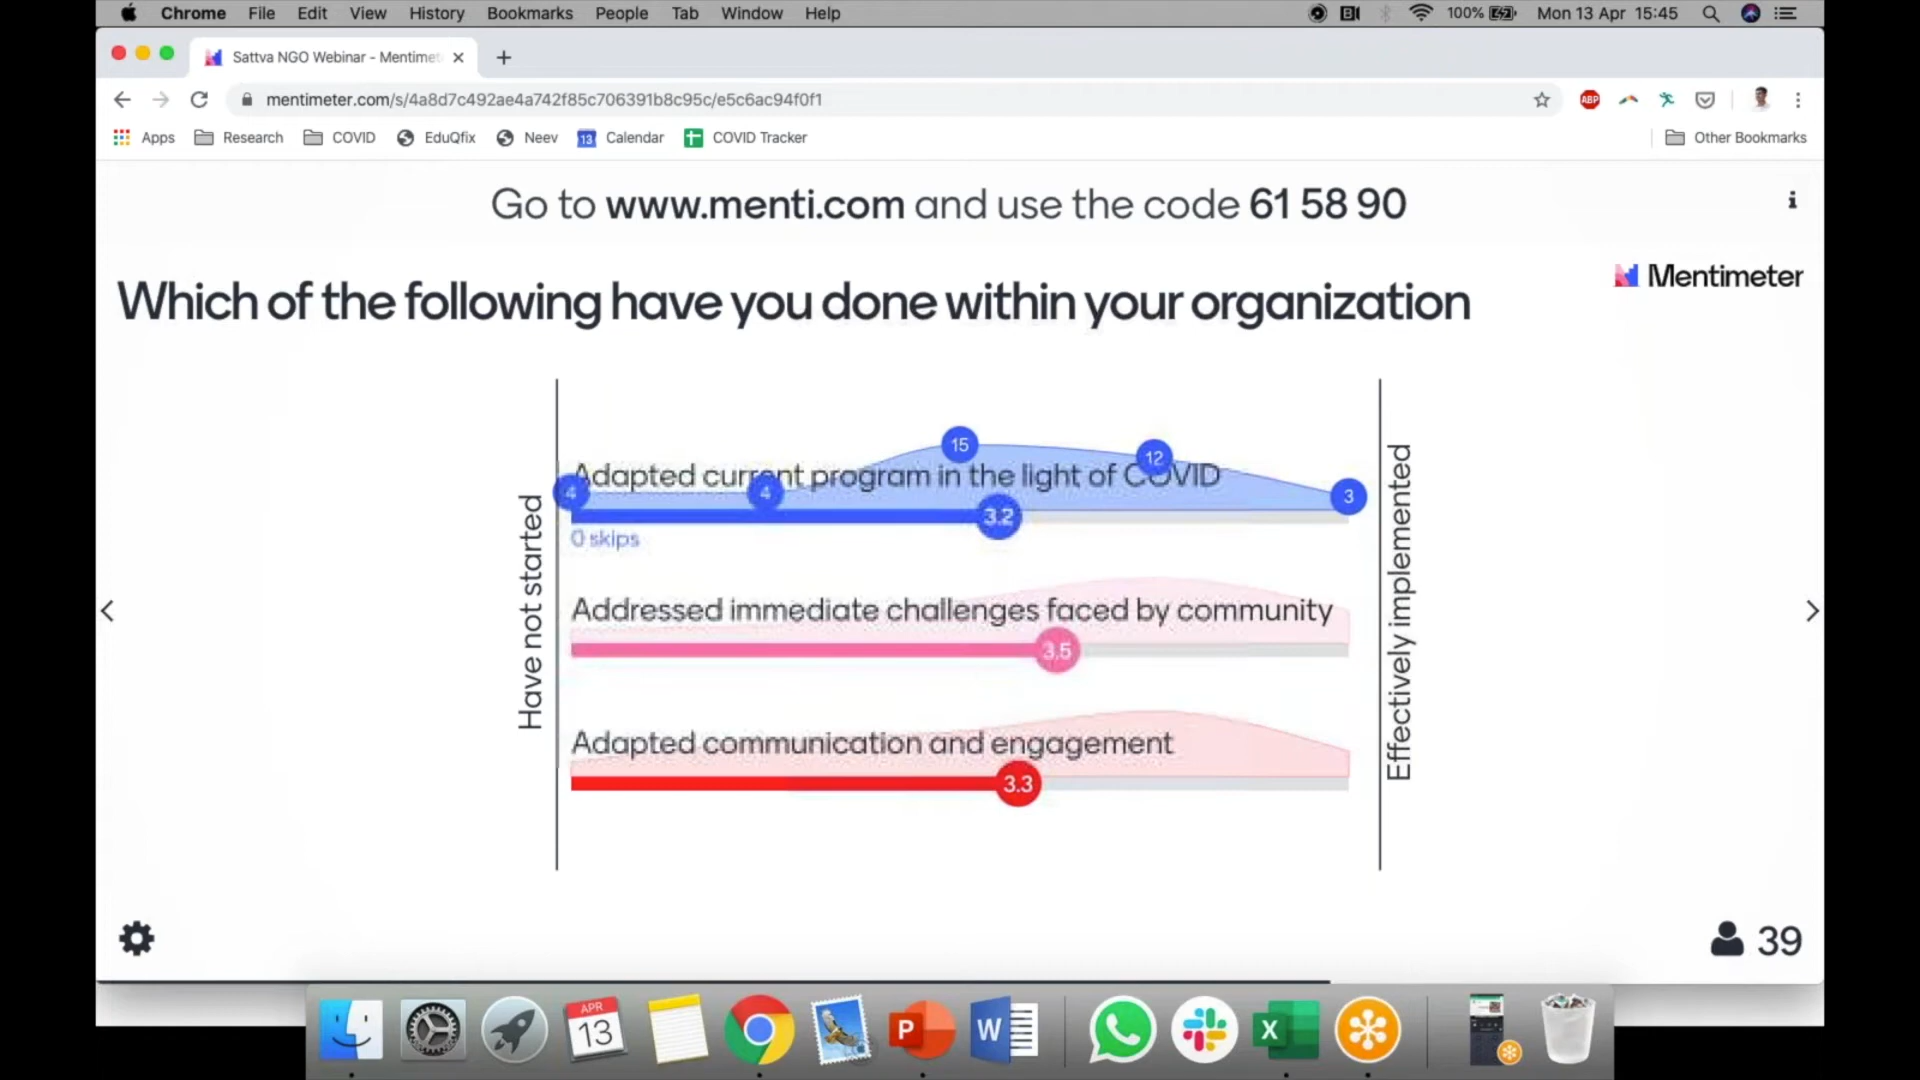 Chrome File Edit View History Bookmarks People Tab Window Help 100% Mon 13 Apr 15:45
Sattva NGO Webinar - Mentimet
mentimeter.com/s/4a8d7c492ae4a742f85c706391b8c95c/e5c6ac94f0f1 ABP
Apps Research COVID EduQfix Neev 13 Calendar COVID Tracker Other Bookmarks
Go to www.menti.com and use the code 61 58 90
Mentimeter
Which of the following have you done within your organization
Have not started
15
12
Adapted current program in the light of COVID
4
4
3
3.2
0 skips
Addressed immediate challenges faced by community
3.5
Adapted communication and engagement
3.3
Effectively implemented
39
APR
13
P
W
X